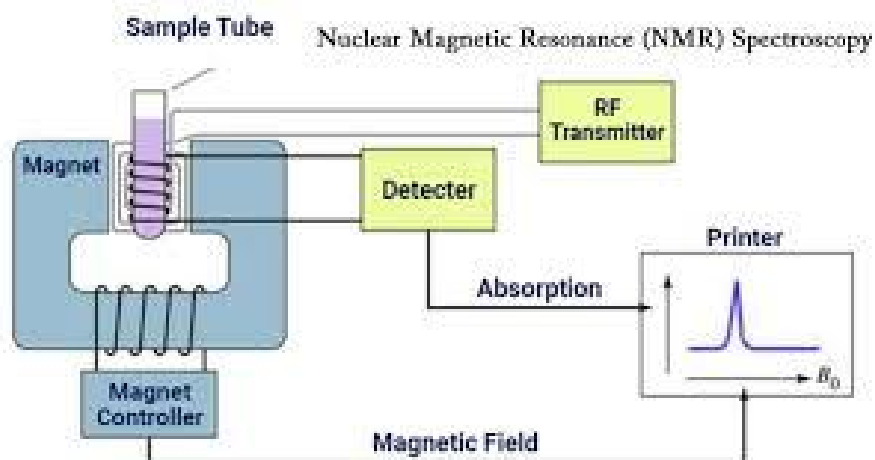 Sample Tube
Nuclear Magnetic Resonance (NMR) Spectroscopy
RF
Transmitter
Magnet
Detecter
Printer
Absorption
B0
Magnet
Controller
Magnetic Field